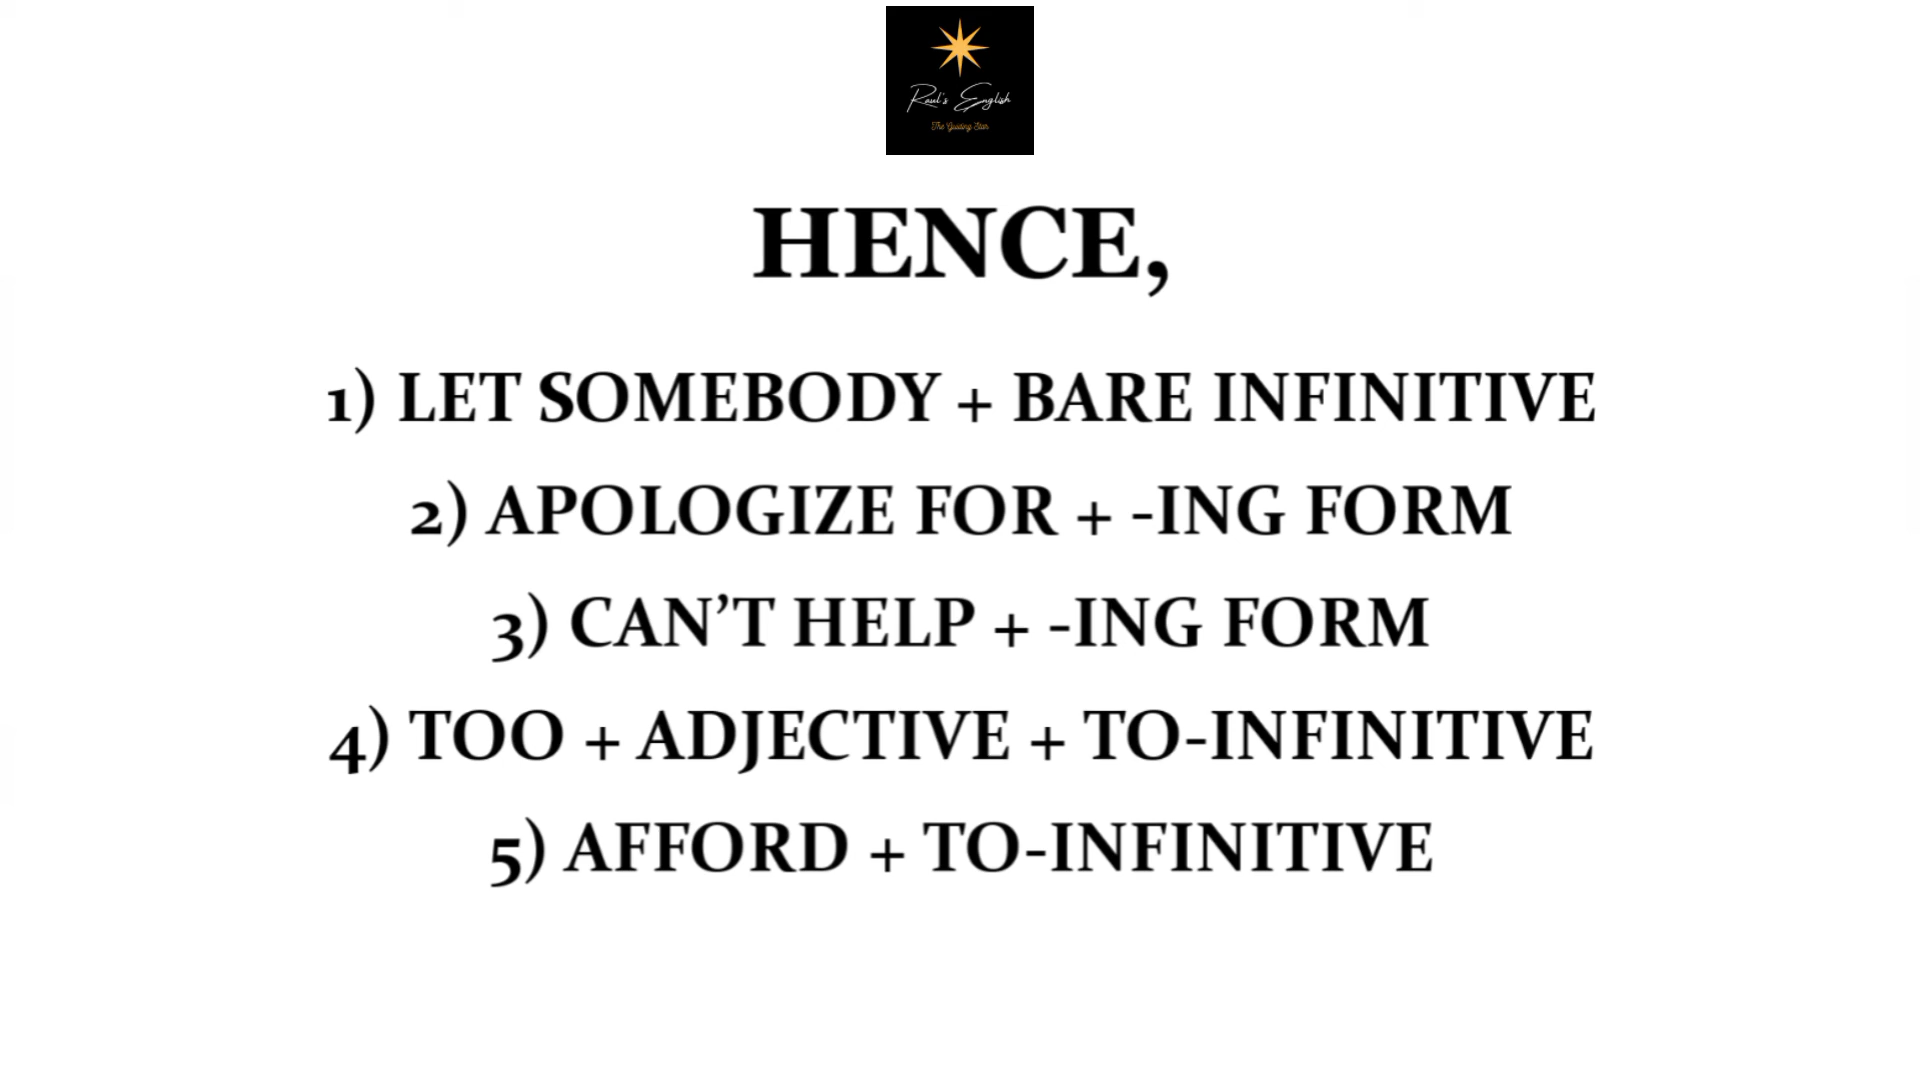 Raul's English
The Guiding Star
HENCE,
1) LET SOMEBODY + BARE INFINITIVE
2) APOLOGIZE FOR + -ING FORM
3) CAN’T HELP + -ING FORM
4) TOO + ADJECTIVE + TO-INFINITIVE
5) AFFORD + TO-INFINITIVE